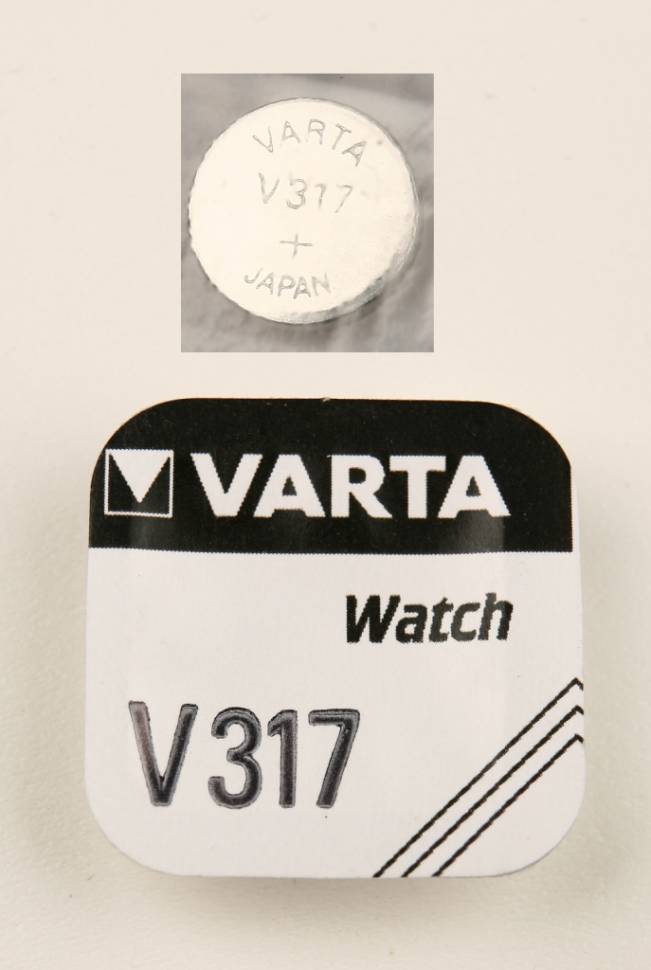 VARTA
V317
+
JAPAN
VARTA
Watch
V317